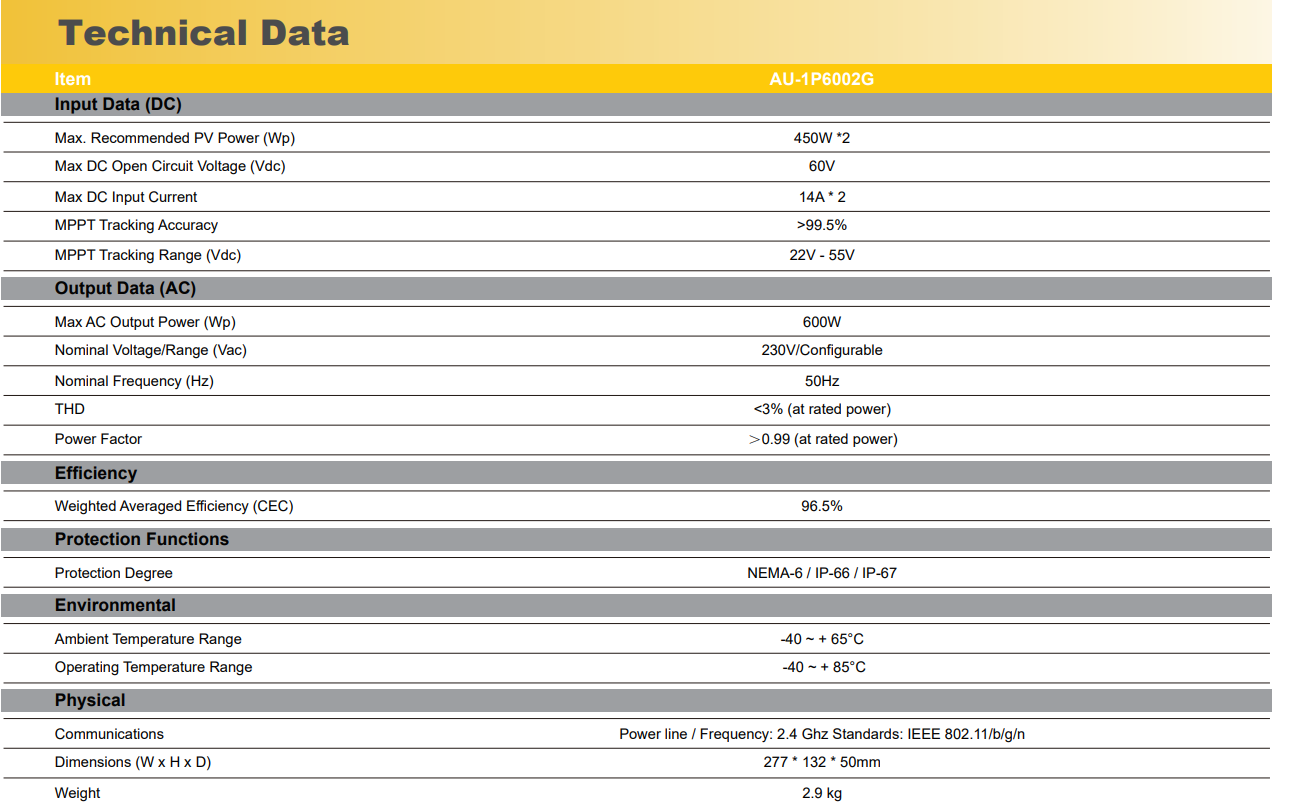 Technical Data
Item AU-1P6002G
Input Data (DC)
Max. Recommended PV Power (Wp) 450W *2
Max DC Open Circuit Voltage (Vdc) 60V
Max DC Input Current 14A * 2
MPPT Tracking Accuracy >99.5%
MPPT Tracking Range (Vdc) 22V - 55V
Output Data (AC)
Max AC Output Power (Wp) 600W
Nominal Voltage/Range (Vac) 230V/Configurable
Nominal Frequency (Hz) 50Hz
THD <3% (at rated power)
Power Factor >0.99 (at rated power)
Efficiency
Weighted Averaged Efficiency (CEC) 96.5%
Protection Functions
Protection Degree NEMA-6 / IP-66 / IP-67
Environmental
Ambient Temperature Range -40 ~ + 65°C
Operating Temperature Range -40 ~ + 85°C
Physical
Communications Power line / Frequency: 2.4 Ghz Standards: IEEE 802.11/b/g/n
Dimensions (W x H x D) 277 * 132 * 50mm
Weight 2.9 kg